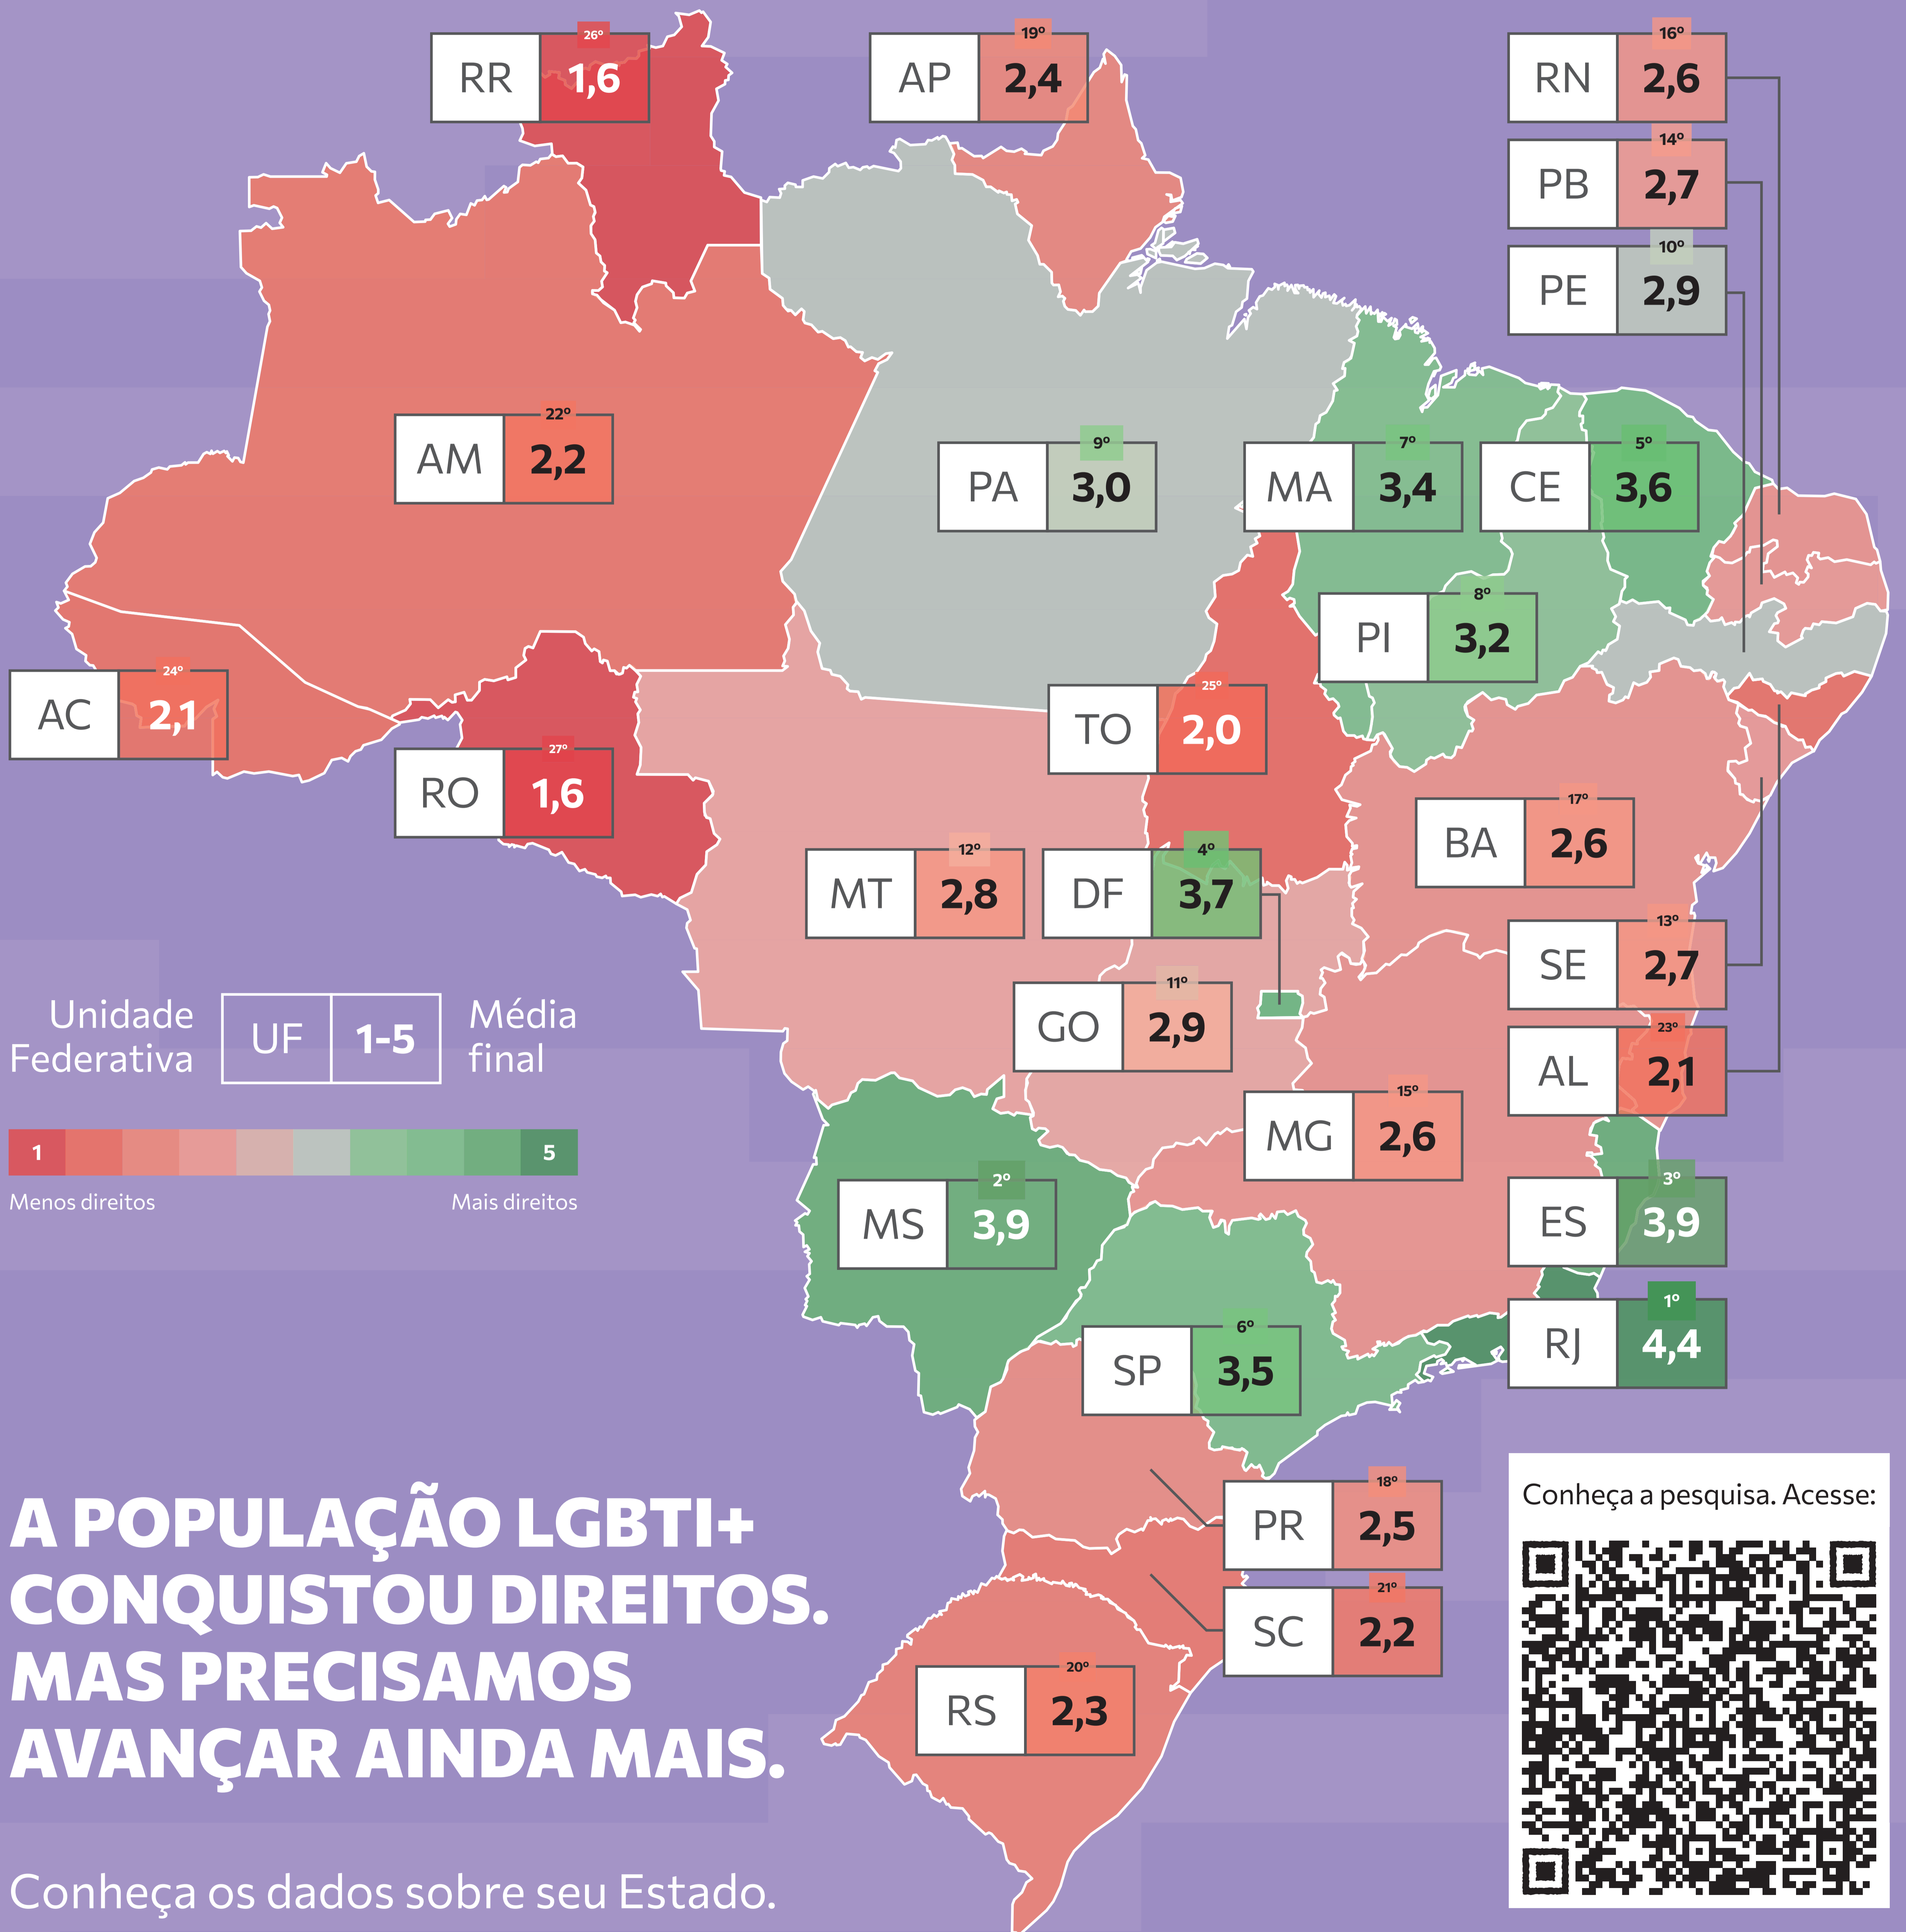 26º
RR 1,6
19º
AP 2,4
16º
RN 2,6
14º
PB 2,7
10º
PE 2,9
22º
AM 2,2
9º
PA 3,0
7º
MA 3,4
5º
CE 3,6
8º
PI 3,2
24º
AC 2,1
25º
TO 2,0
27º
RO 1,6
17º
BA 2,6
12º
MT 2,8
4º
DF 3,7
13º
SE 2,7
11º
GO 2,9
23º
AL 2,1
15º
MG 2,6
2º
MS 3,9
3º
ES 3,9
1º
RJ 4,4
6º
SP 3,5
18º
PR 2,5
21º
SC 2,2
20º
RS 2,3
Unidade
Federativa
UF 1-5
Média
final
1 5
Menos direitos Mais direitos
A POPULAÇÃO LGBTI+
CONQUISTOU DIREITOS.
MAS PRECISAMOS
AVANÇAR AINDA MAIS.
Conheça os dados sobre seu Estado.
Conheça a pesquisa. Acesse: